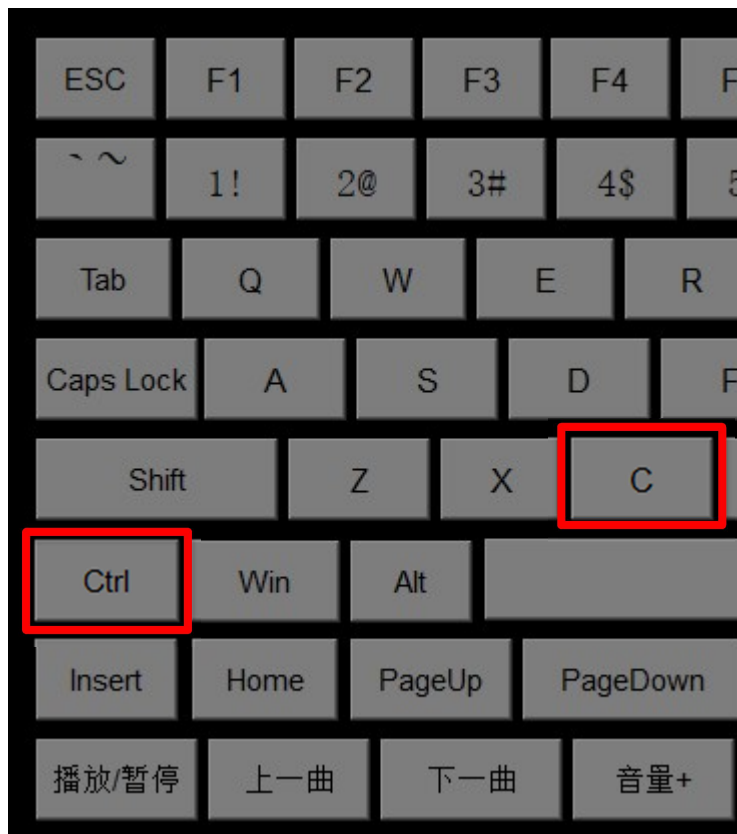 ESC F1 F2 F3 F4 F
` ~ 1! 2@ 3# 4$ 5
Tab Q W E R
Caps Lock A S D F
Shift Z X C
Ctrl Win Alt
Insert Home PageUp PageDown
播放/暂停 上一曲 下一曲 音量+